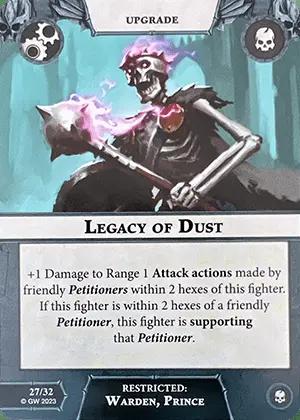 UPGRADE
LEGACY OF DUST
+1 Damage to Range 1 Attack actions made by
friendly Petitioners within 2 hexes of this fighter.
If this fighter is within 2 hexes of a friendly
Petitioner, this fighter is supporting
that Petitioner.
27/32
© GW 2023
RESTRICTED:
WARDEN, PRINCE